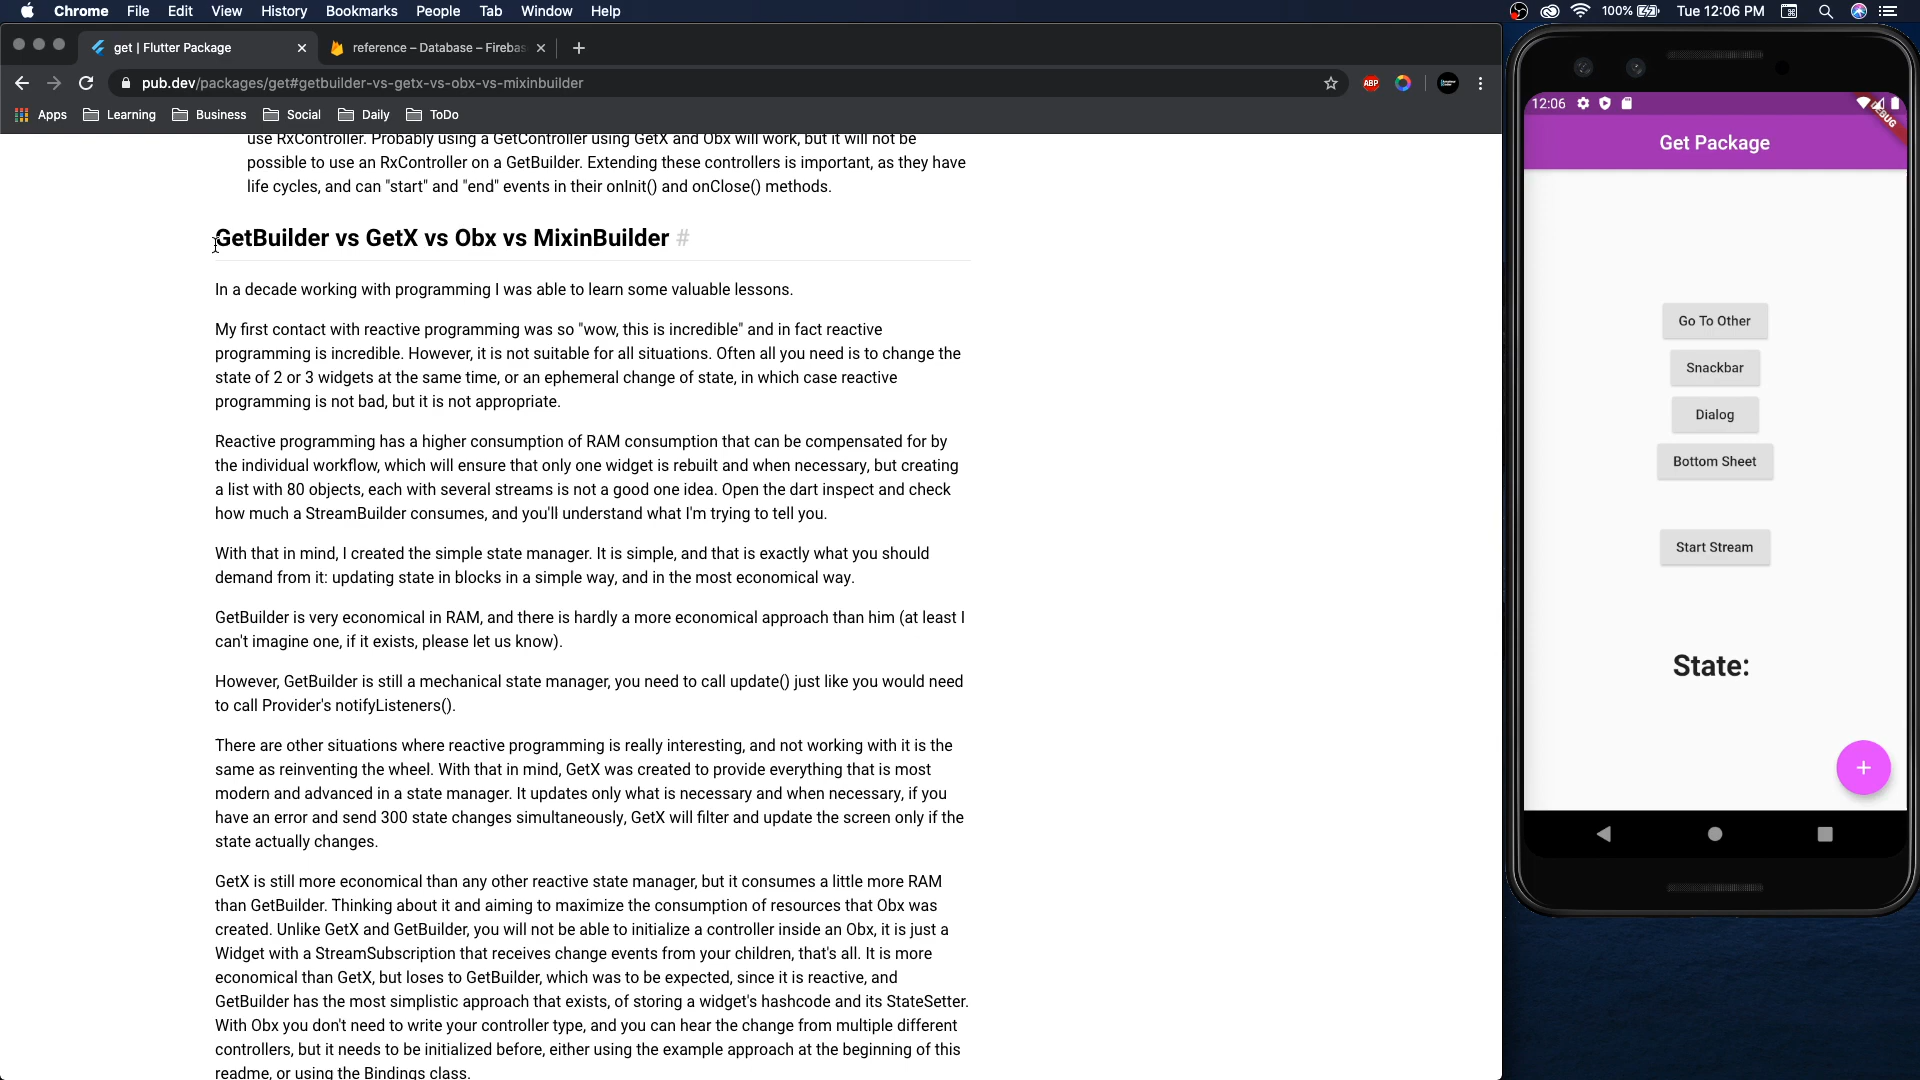 Chrome File Edit View History Bookmarks People Tab Window Help
100% Tue 12:06 PM
get | Flutter Package
reference – Database – Firebas
pub.dev/packages/get#getbuilder-vs-getx-vs-obx-vs-mixinbuilder
ABP
Apps Learning Business Social Daily ToDo
use RxController. Probably using a GetController using GetX and Obx will work, but it will not be
possible to use an RxController on a GetBuilder. Extending these controllers is important, as they have
life cycles, and can "start" and "end" events in their onInit() and onClose() methods.
GetBuilder vs GetX vs Obx vs MixinBuilder #
In a decade working with programming I was able to learn some valuable lessons.
My first contact with reactive programming was so "wow, this is incredible" and in fact reactive
programming is incredible. However, it is not suitable for all situations. Often all you need is to change the
state of 2 or 3 widgets at the same time, or an ephemeral change of state, in which case reactive
programming is not bad, but it is not appropriate.
Reactive programming has a higher consumption of RAM consumption that can be compensated for by
the individual workflow, which will ensure that only one widget is rebuilt and when necessary, but creating
a list with 80 objects, each with several streams is not a good one idea. Open the dart inspect and check
how much a StreamBuilder consumes, and you'll understand what I'm trying to tell you.
With that in mind, I created the simple state manager. It is simple, and that is exactly what you should
demand from it: updating state in blocks in a simple way, and in the most economical way.
GetBuilder is very economical in RAM, and there is hardly a more economical approach than him (at least I
can't imagine one, if it exists, please let us know).
However, GetBuilder is still a mechanical state manager, you need to call update() just like you would need
to call Provider's notifyListeners().
There are other situations where reactive programming is really interesting, and not working with it is the
same as reinventing the wheel. With that in mind, GetX was created to provide everything that is most
modern and advanced in a state manager. It updates only what is necessary and when necessary, if you
have an error and send 300 state changes simultaneously, GetX will filter and update the screen only if the
state actually changes.
GetX is still more economical than any other reactive state manager, but it consumes a little more RAM
than GetBuilder. Thinking about it and aiming to maximize the consumption of resources that Obx was
created. Unlike GetX and GetBuilder, you will not be able to initialize a controller inside an Obx, it is just a
Widget with a StreamSubscription that receives change events from your children, that's all. It is more
economical than GetX, but loses to GetBuilder, which was to be expected, since it is reactive, and
GetBuilder has the most simplistic approach that exists, of storing a widget's hashcode and its StateSetter.
With Obx you don't need to write your controller type, and you can hear the change from multiple different
controllers, but it needs to be initialized before, either using the example approach at the beginning of this
readme, or using the Bindings class.
12:06
DEBUG
Get Package
Go To Other
Snackbar
Dialog
Bottom Sheet
Start Stream
State:
+